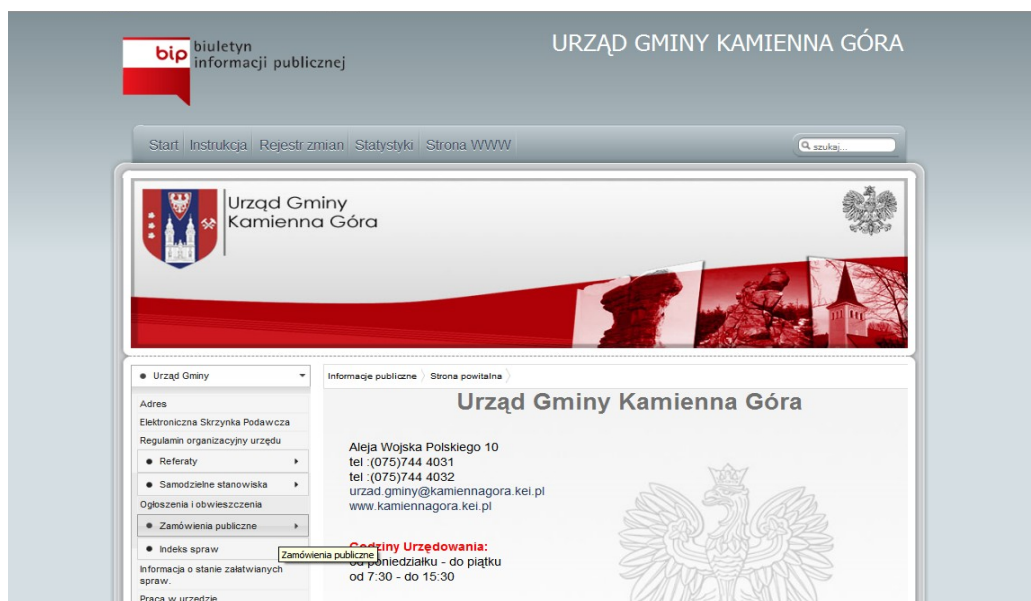 bip biuletyn
informacji publicznej
URZĄD GMINY KAMIENNA GÓRA
Start Instrukcja Rejestr zmian Statystyki Strona WWW
szukaj...
Urząd Gminy
Kamienna Góra
Urząd Gminy
Adres
Elektroniczna Skrzynka Podawcza
Regulamin organizacyjny urzędu
Referaty
Samodzielne stanowiska
Ogłoszenia i obwieszczenia
Zamówienia publiczne
Indeks spraw
Zamówienia publiczne
Informacja o stanie załatwianych
spraw.
Praca w urzędzie
Informacje publiczne Strona powitalna
Urząd Gminy Kamienna Góra
Aleja Wojska Polskiego 10
tel :(075)744 4031
tel :(075)744 4032
urzad.gminy@kamiennagora.kei.pl
www.kamiennagora.kei.pl
Godziny Urzędowania:
od poniedziałku - do piątku
od 7:30 - do 15:30